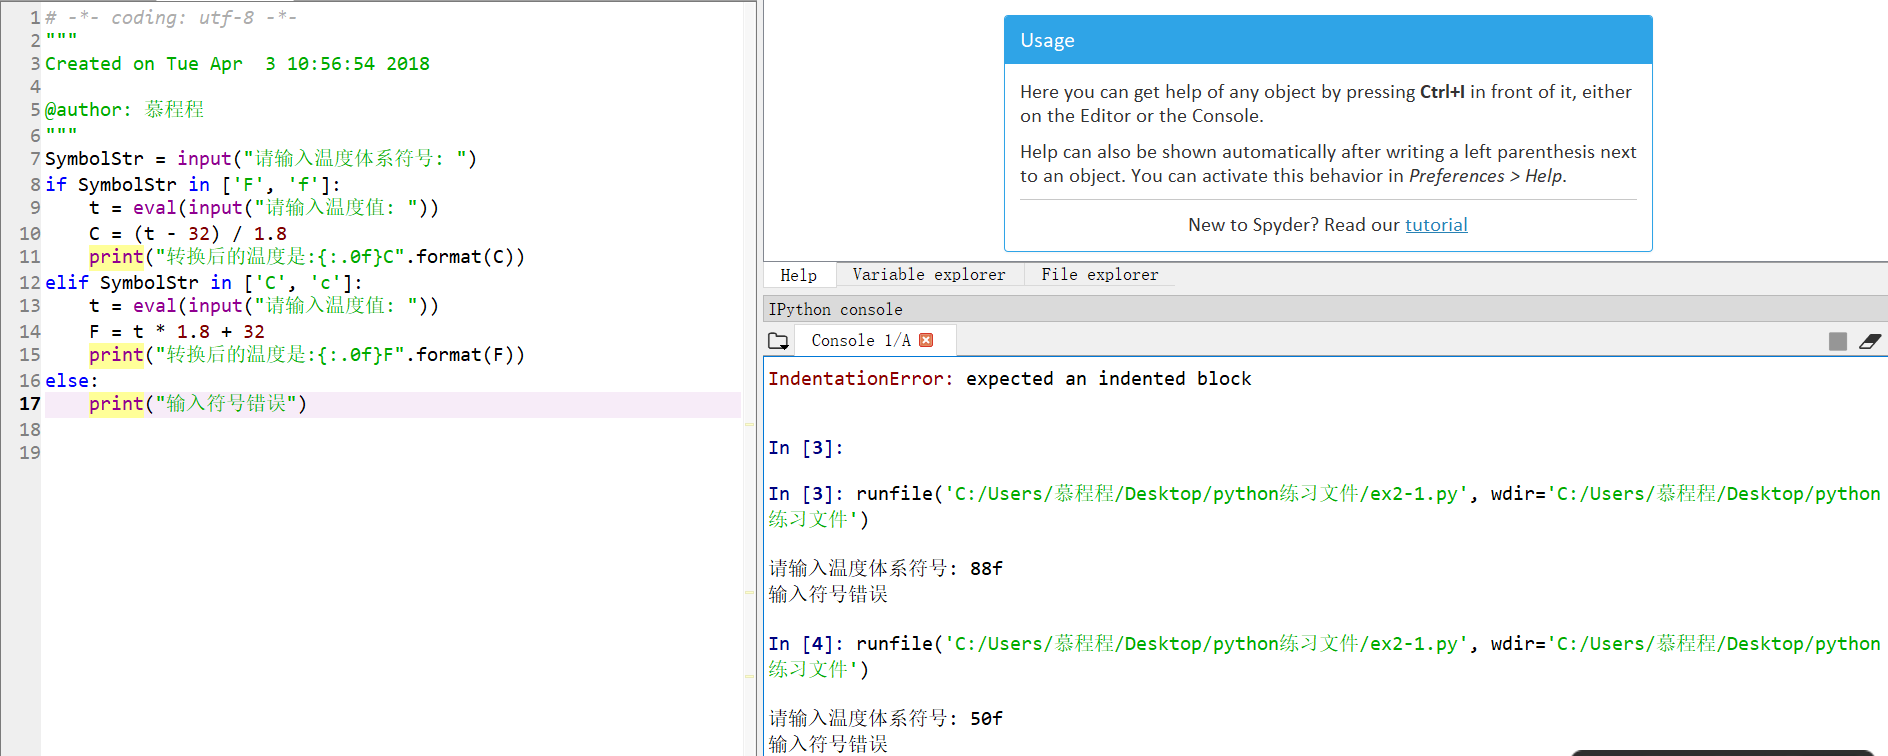 1 # -*- coding: utf-8 -*-
2 """
3 Created on Tue Apr  3 10:56:54 2018
4
5 @author: 慕程程
6 """
7 SymbolStr = input("请输入温度体系符号: ")
8 if SymbolStr in ['F', 'f']:
9     t = eval(input("请输入温度值: "))
10     C = (t - 32) / 1.8
11     print("转换后的温度是:{:.0f}C".format(C))
12 elif SymbolStr in ['C', 'c']:
13     t = eval(input("请输入温度值: "))
14     F = t * 1.8 + 32
15     print("转换后的温度是:{:.0f}F".format(F))
16 else:
17     print("输入符号错误")
18
19
Usage
Here you can get help of any object by pressing Ctrl+I in front of it, either
on the Editor or the Console.
Help can also be shown automatically after writing a left parenthesis next
to an object. You can activate this behavior in Preferences > Help.
New to Spyder? Read our tutorial
Help Variable explorer File explorer
IPython console
Console 1/A
IndentationError: expected an indented block
In [3]:
In [3]: runfile('C:/Users/慕程程/Desktop/python练习文件/ex2-1.py', wdir='C:/Users/慕程程/Desktop/python
练习文件')
请输入温度体系符号: 88f
输入符号错误
In [4]: runfile('C:/Users/慕程程/Desktop/python练习文件/ex2-1.py', wdir='C:/Users/慕程程/Desktop/python
练习文件')
请输入温度体系符号: 50f
输入符号错误